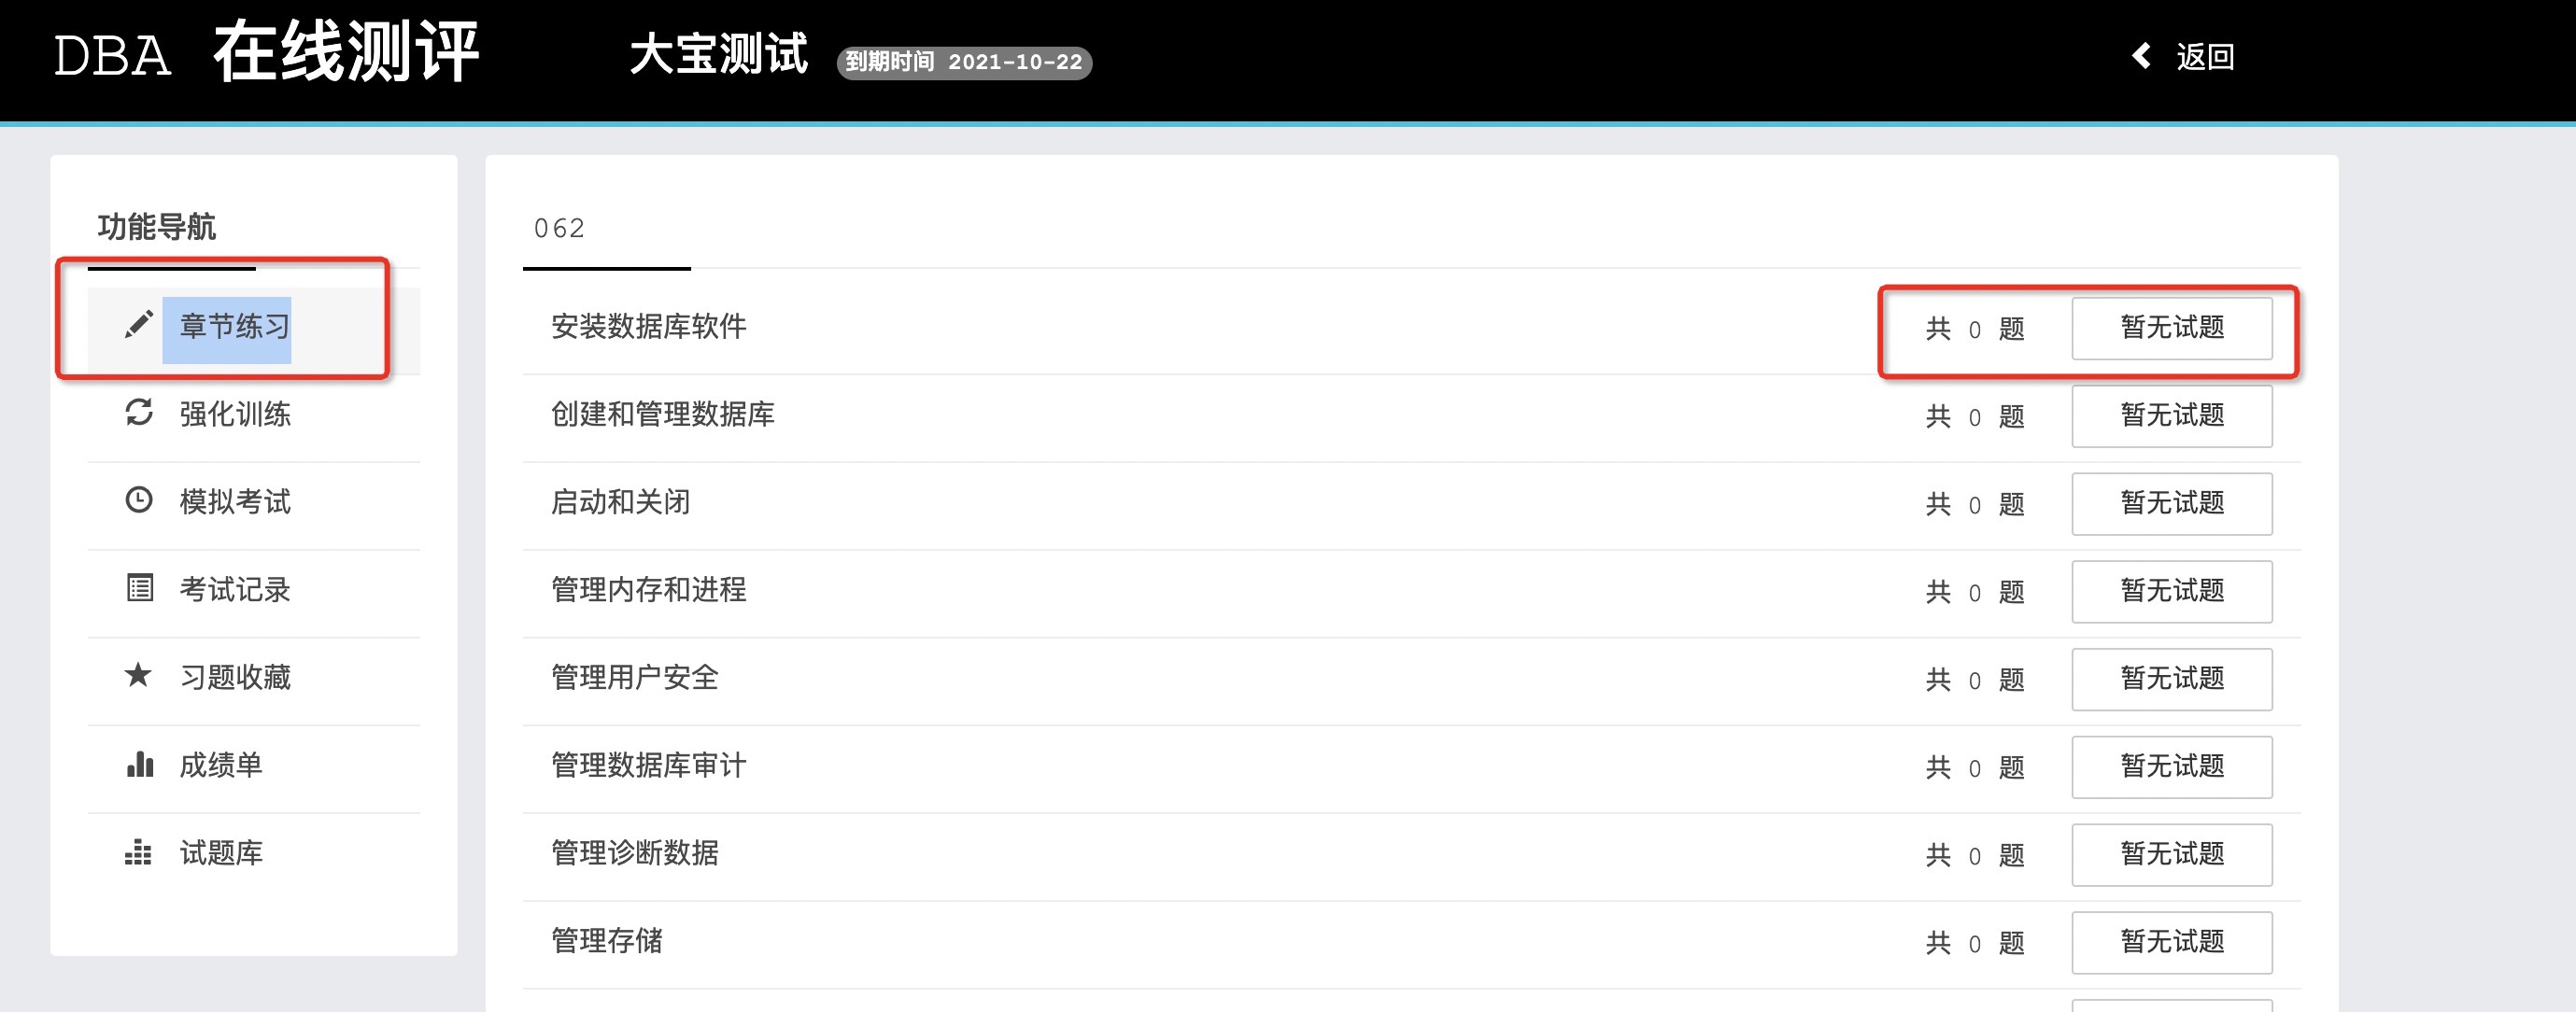 DBA 在线测评 大宝测试 到期时间 2021-10-22 返回
功能导航
章节练习
强化训练
模拟考试
考试记录
习题收藏
成绩单
试题库
062
安装数据库软件 共 0 题 暂无试题
创建和管理数据库 共 0 题 暂无试题
启动和关闭 共 0 题 暂无试题
管理内存和进程 共 0 题 暂无试题
管理用户安全 共 0 题 暂无试题
管理数据库审计 共 0 题 暂无试题
管理诊断数据 共 0 题 暂无试题
管理存储 共 0 题 暂无试题